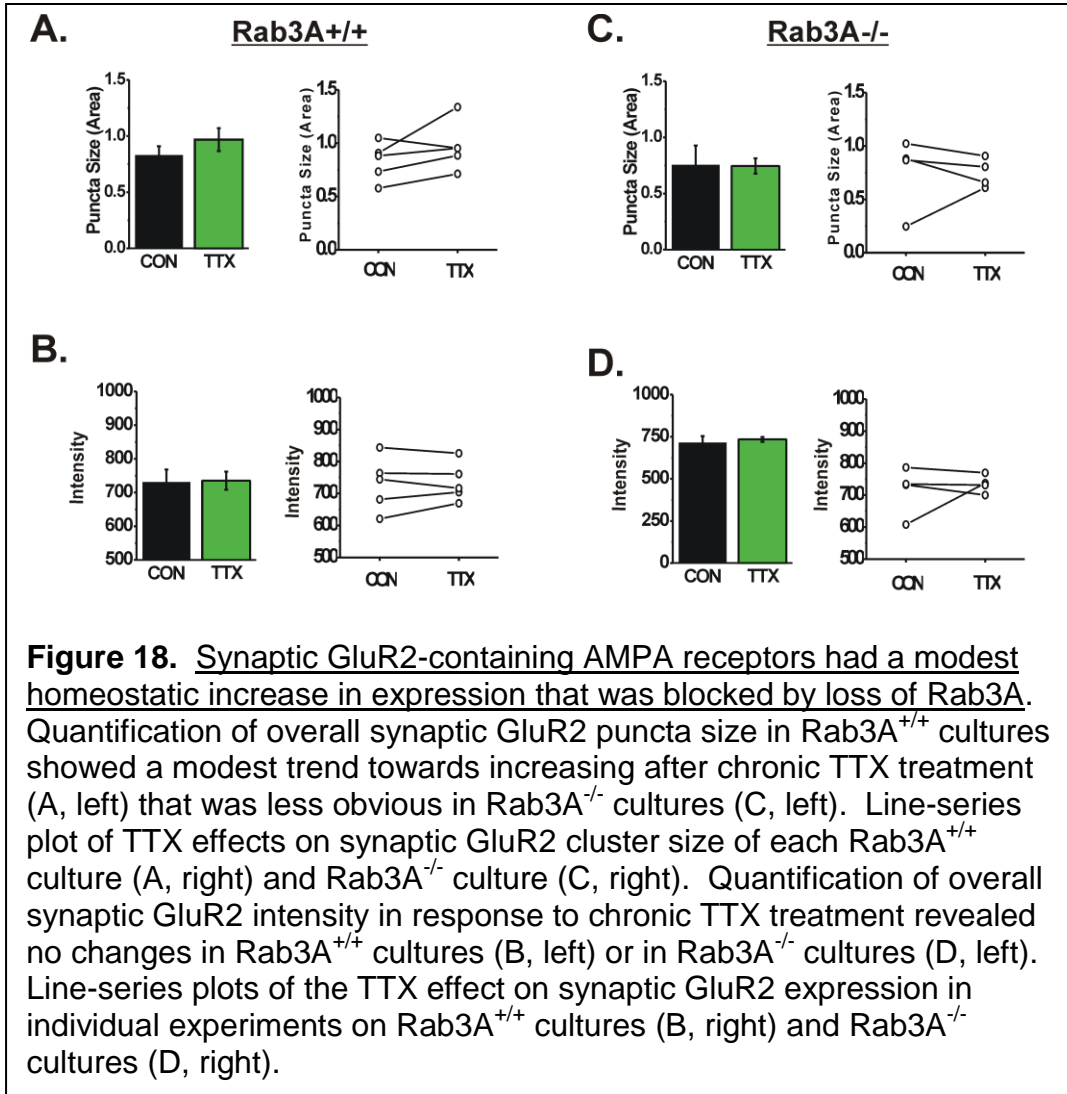 A.
Rab3A+/+
Puncta Size (Area)
1.5
1.0
0.5
0.0
CON TTX
Puncta Size (Area)
1.5
1.0
0.5
0.0
CON TTX
C.
Rab3A-/-
Puncta Size (Area)
1.5
1.0
0.5
0.0
CON TTX
Puncta Size (Area)
1.5
1.0
0.5
0.0
CON TTX
B.
Intensity
1000
900
800
700
600
500
CON TTX
Intensity
1000
900
800
700
600
500
CON TTX
D.
Intensity
1000
750
500
250
0
CON TTX
Intensity
1000
900
800
700
600
500
CON TTX
Figure 18. Synaptic GluR2-containing AMPA receptors had a modest
homeostatic increase in expression that was blocked by loss of Rab3A.
Quantification of overall synaptic GluR2 puncta size in Rab3A+/+ cultures
showed a modest trend towards increasing after chronic TTX treatment
(A, left) that was less obvious in Rab3A-/- cultures (C, left). Line-series
plot of TTX effects on synaptic GluR2 cluster size of each Rab3A+/+
culture (A, right) and Rab3A-/- culture (C, right). Quantification of overall
synaptic GluR2 intensity in response to chronic TTX treatment revealed
no changes in Rab3A+/+ cultures (B, left) or in Rab3A-/- cultures (D, left).
Line-series plots of the TTX effect on synaptic GluR2 expression in
individual experiments on Rab3A+/+ cultures (B, right) and Rab3A-/-
cultures (D, right).